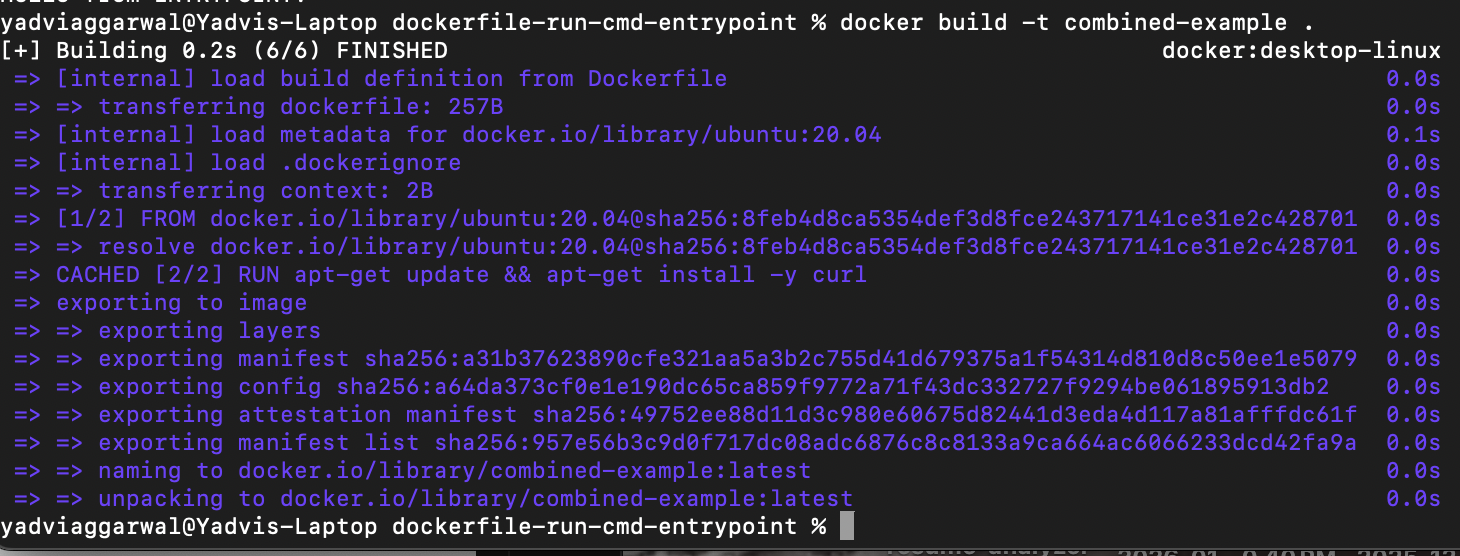 yadviaggarwal@Yadvis-Laptop dockerfile-run-cmd-entrypoint % docker build -t combined-example .
[+] Building 0.2s (6/6) FINISHED docker:desktop-linux
=> [internal] load build definition from Dockerfile 0.0s
=> => transferring dockerfile: 257B 0.0s
=> [internal] load metadata for docker.io/library/ubuntu:20.04 0.1s
=> [internal] load .dockerignore 0.0s
=> => transferring context: 2B 0.0s
=> [1/2] FROM docker.io/library/ubuntu:20.04@sha256:8feb4d8ca5354def3d8fce243717141ce31e2c428701 0.0s
=> => resolve docker.io/library/ubuntu:20.04@sha256:8feb4d8ca5354def3d8fce243717141ce31e2c428701 0.0s
=> CACHED [2/2] RUN apt-get update && apt-get install -y curl 0.0s
=> exporting to image 0.0s
=> => exporting layers 0.0s
=> => exporting manifest sha256:a31b37623890cfe321aa5a3b2c755d41d679375a1f54314d810d8c50ee1e5079 0.0s
=> => exporting config sha256:a64da373cf0e1e190dc65ca859f9772a71f43dc332727f9294be061895913db2 0.0s
=> => exporting attestation manifest sha256:49752ee88d11d3c980e60675d82441d3eda4d117a81afffdc61f 0.0s
=> => exporting manifest list sha256:957e56b3c9d0f717dc08adc6876c8c8133a9ca664ac6066233dcd42fa9a 0.0s
=> => naming to docker.io/library/combined-example:latest 0.0s
=> => unpacking to docker.io/library/combined-example:latest 0.0s
yadviaggarwal@Yadvis-Laptop dockerfile-run-cmd-entrypoint %